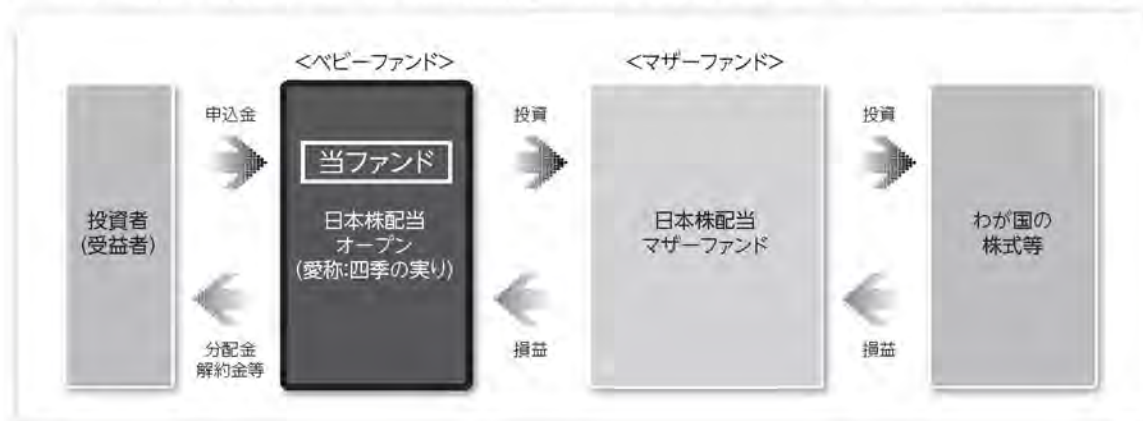 <ベビーファンド>
<マザーファンド>
申込金
投資
投資
当ファンド
投資者
(受益者)
日本株配当
オープン
(愛称:四季の実り)
日本株配当
マザーファンド
わが国の
株式等
分配金
解約金等
損益
損益